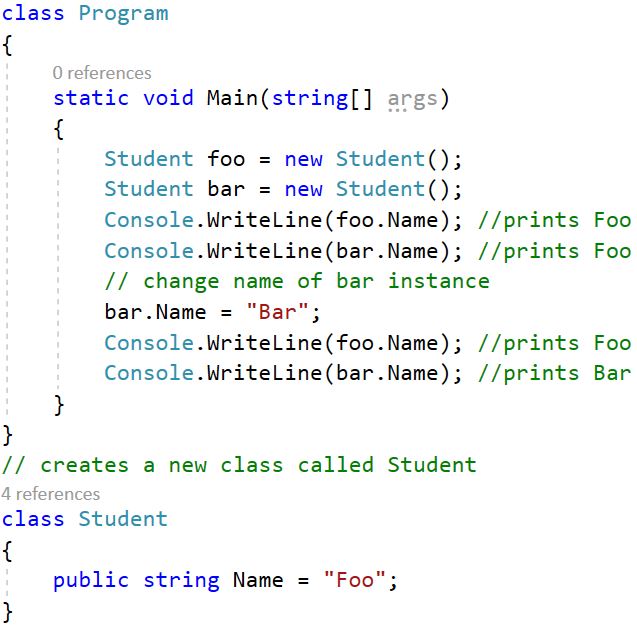 class Program
{
0 references
static void Main(string[] args)
{
Student foo = new Student();
Student bar = new Student();
Console.WriteLine(foo.Name); //prints Foo
Console.WriteLine(bar.Name); //prints Foo
// change name of bar instance
bar.Name = "Bar";
Console.WriteLine(foo.Name); //prints Foo
Console.WriteLine(bar.Name); //prints Bar
}
}
// creates a new class called Student
4 references
class Student
{
public string Name = "Foo";
}